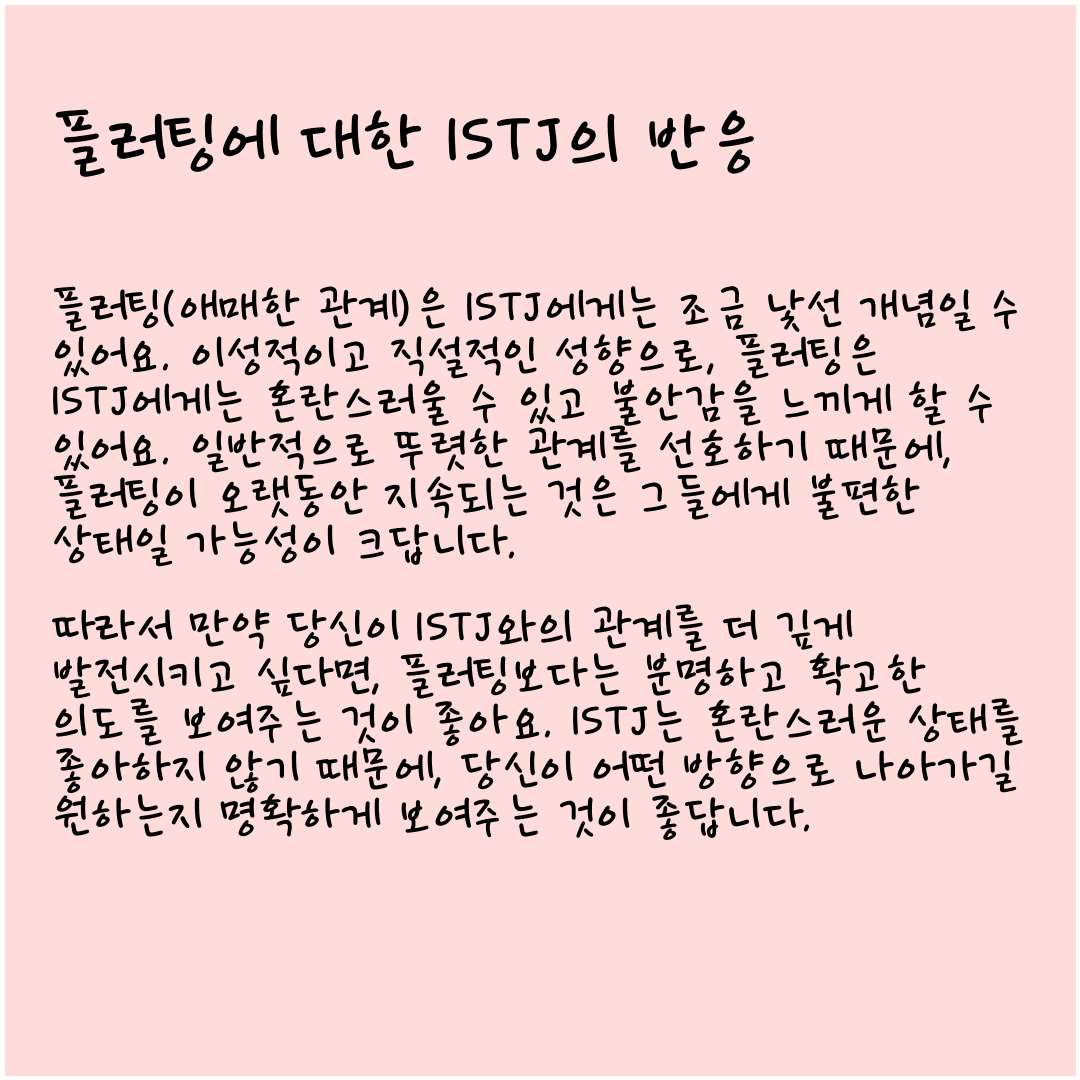 플러팅에 대한 ISTJ의 반응
플러팅(애매한 관계)은 ISTJ에게는 조금 낯선 개념일 수
있어요. 이성적이고 직설적인 성향으로, 플러팅은
ISTJ에게는 혼란스러울 수 있고 불안감을 느끼게 할 수
있어요. 일반적으로 뚜렷한 관계를 선호하기 때문에,
플러팅이 오랫동안 지속되는 것은 그들에게 불편한
상태일 가능성이 크답니다.
따라서 만약 당신이 ISTJ와의 관계를 더 깊게
발전시키고 싶다면, 플러팅보다는 분명하고 확고한
의도를 보여주는 것이 좋아요. ISTJ는 혼란스러운 상태를
좋아하지 않기 때문에, 당신이 어떤 방향으로 나아가길
원하는지 명확하게 보여주는 것이 좋답니다.